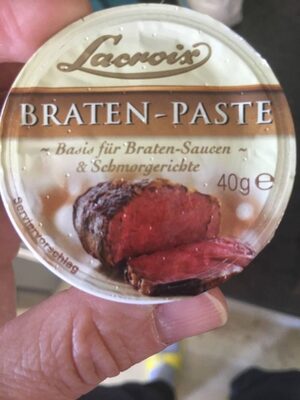 Lacroix
BRATEN-PASTE
~ Basis für Braten-Saucen ~
& Schmorgerichte
40g e
Serviervorschlag